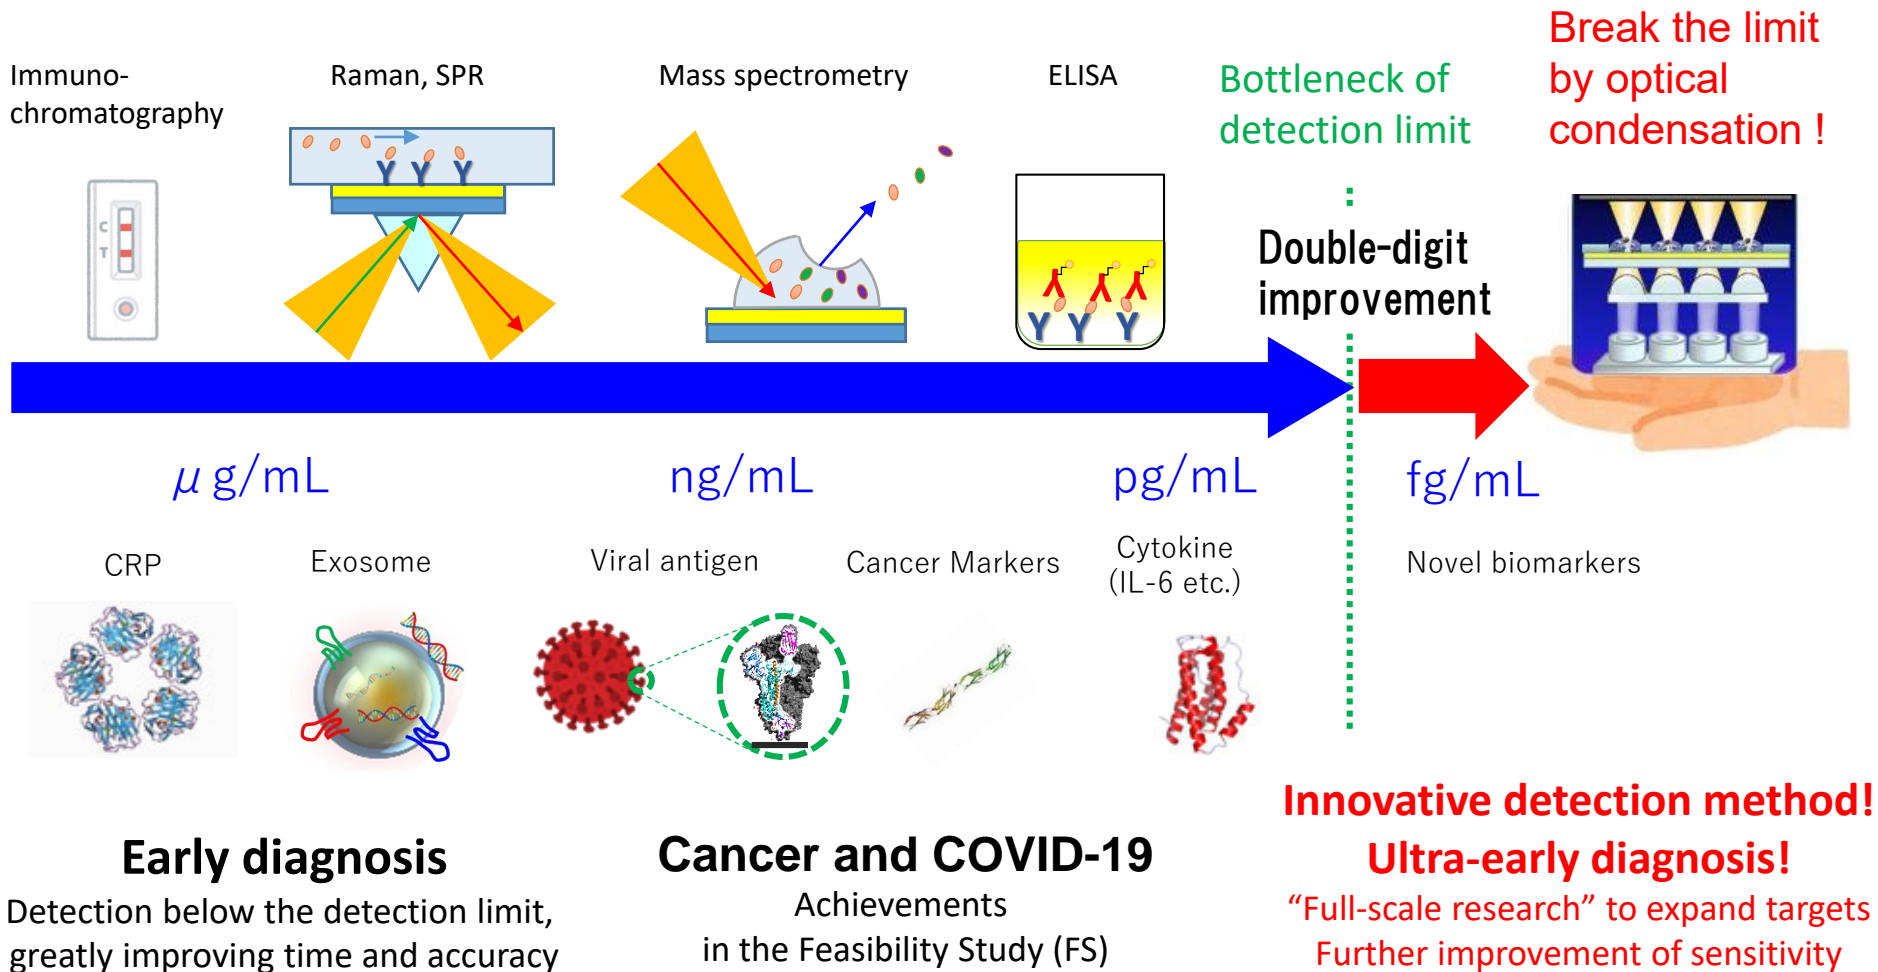 Immuno-
chromatography
Raman, SPR
Mass spectrometry
ELISA
Bottleneck of
detection limit
Break the limit
by optical
condensation !
C
T
Double-digit
improvement
μg/mL
ng/mL
pg/mL
fg/mL
CRP
Exosome
Viral antigen
Cancer Markers
Cytokine
(IL-6 etc.)
Novel biomarkers
Early diagnosis
Detection below the detection limit,
greatly improving time and accuracy
Cancer and COVID-19
Achievements
in the Feasibility Study (FS)
Innovative detection method!
Ultra-early diagnosis!
“Full-scale research” to expand targets
Further improvement of sensitivity